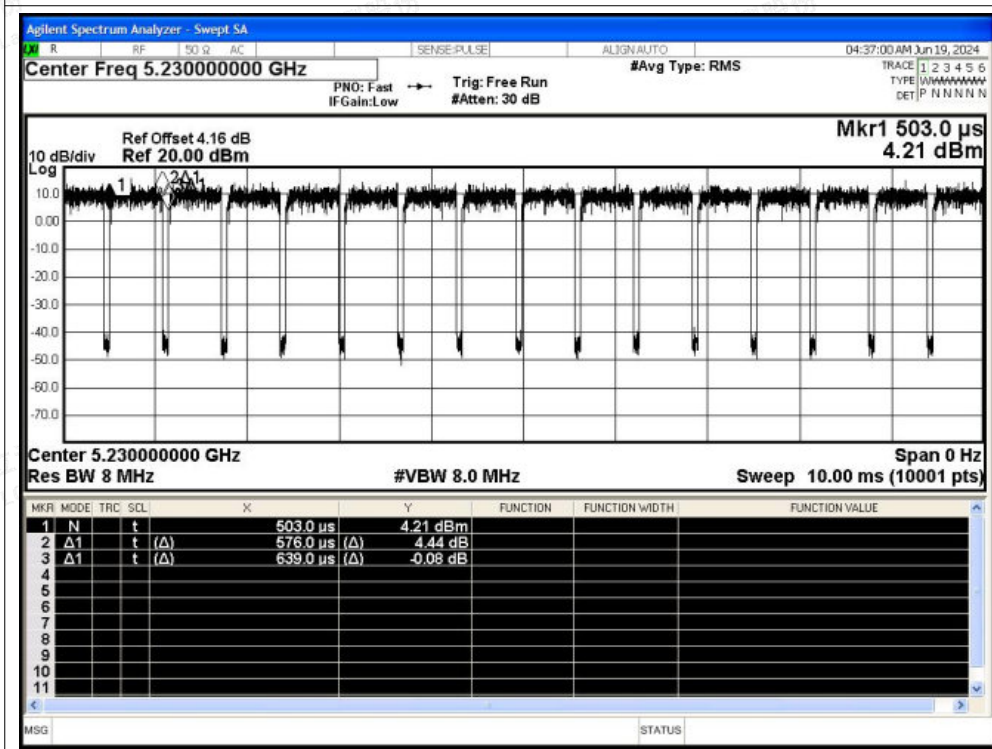 Agilent Spectrum Analyzer - Swept SA
LXI R RF 50 Ω AC SENSE:PULSE ALIGN AUTO 04:37:00 AM Jun 19, 2024
Center Freq 5.230000000 GHz #Avg Type: RMS TRACE 1 2 3 4 5 6
PNO: Fast Trig: Free Run TYPE WWWWWW
IFGain:Low #Atten: 30 dB DET P N N N N N
Mkr1 503.0 µs
Ref Offset 4.16 dB
10 dB/div Ref 20.00 dBm 4.21 dBm
Log
1 2Δ1
10.0
0.00
-10.0
-20.0
-30.0
-40.0
-50.0
-60.0
-70.0
Center 5.230000000 GHz Span 0 Hz
Res BW 8 MHz #VBW 8.0 MHz Sweep 10.00 ms (10001 pts)
MKR MODE TRC SCL X Y FUNCTION FUNCTION WIDTH FUNCTION VALUE
1 N t 503.0 µs 4.21 dBm
2 Δ1 t (Δ) 576.0 µs (Δ) 4.44 dB
3 Δ1 t (Δ) 639.0 µs (Δ) -0.08 dB
4
5
6
7
8
9
10
11
MSG STATUS